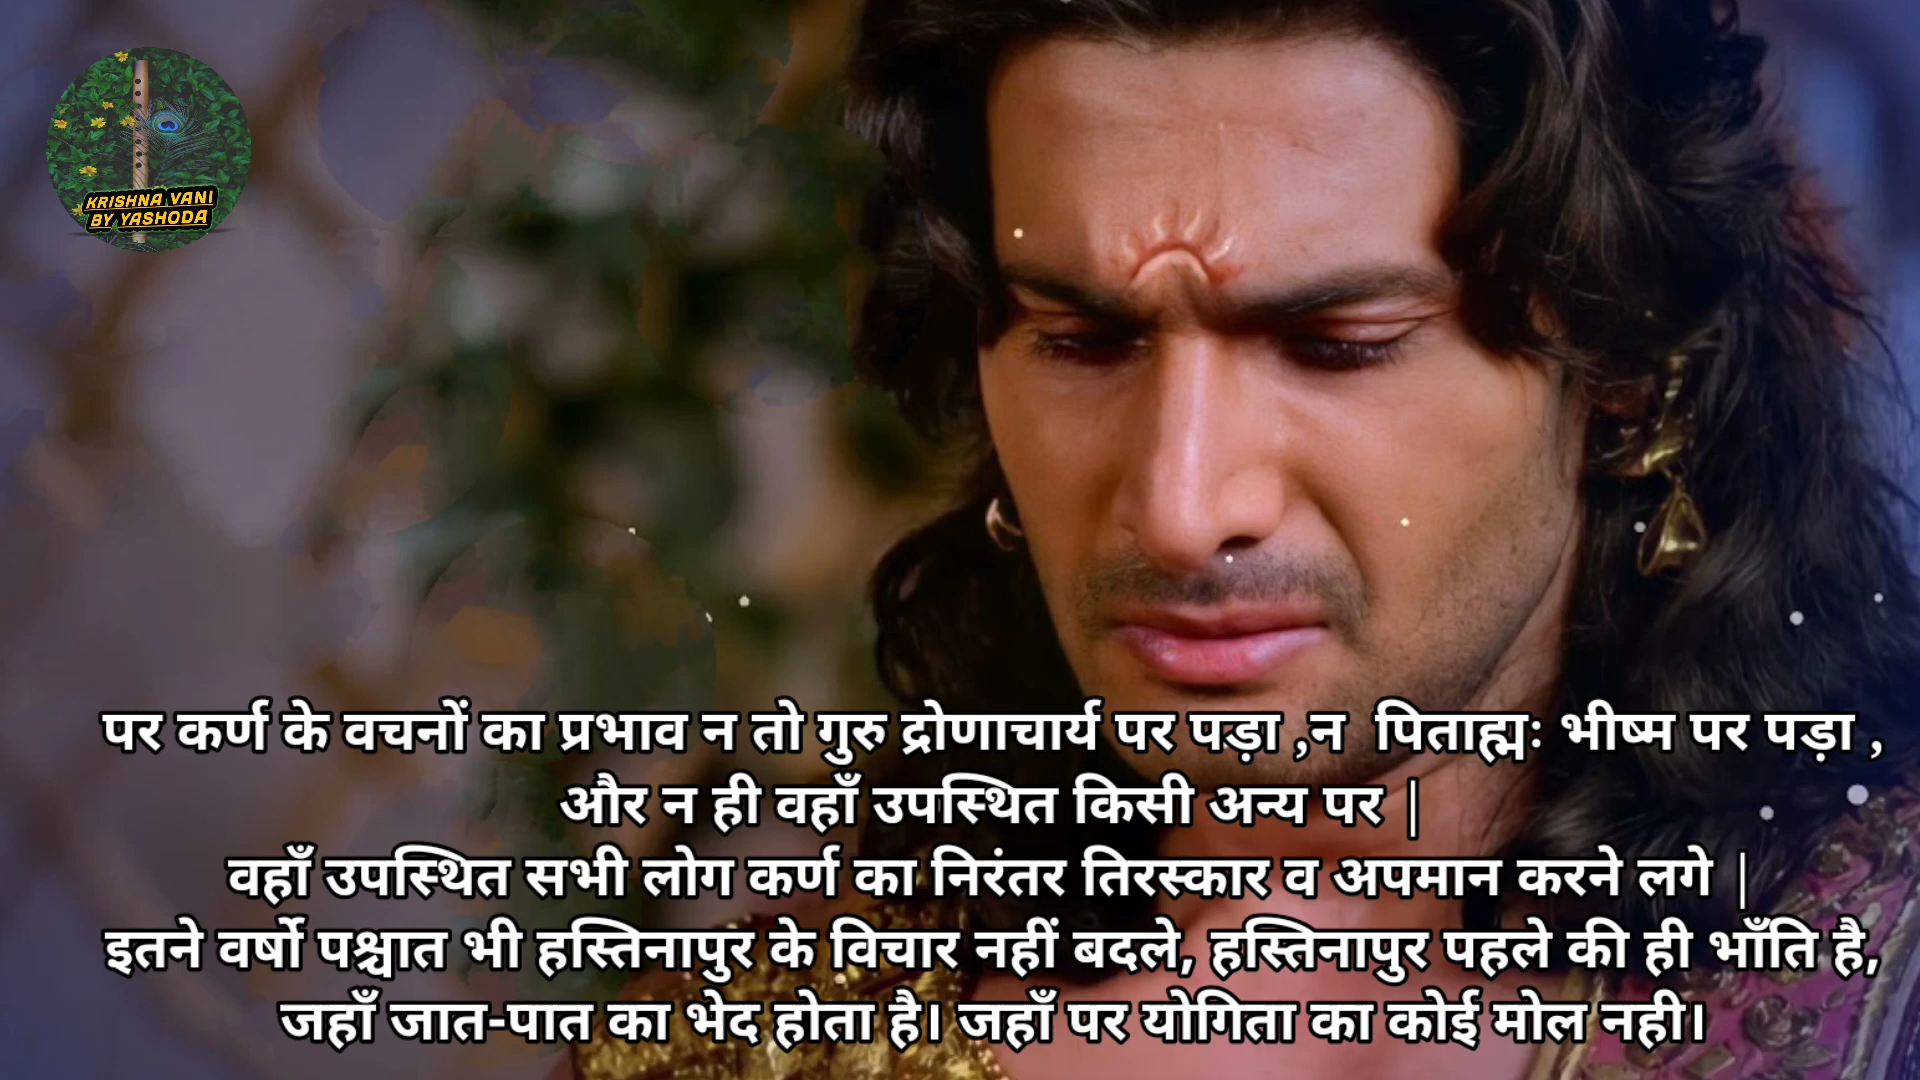 KRISHNA VANI
BY YASHODA
पर कर्ण के वचनों का प्रभाव न तो गुरु द्रोणाचार्य पर पड़ा ,न पिताह्मः भीष्म पर पड़ा ,
और न ही वहाँ उपस्थित किसी अन्य पर |
वहाँ उपस्थित सभी लोग कर्ण का निरंतर तिरस्कार व अपमान करने लगे |
इतने वर्षो पश्चात भी हस्तिनापुर के विचार नहीं बदले, हस्तिनापुर पहले की ही भाँति है,
जहाँ जात-पात का भेद होता है। जहाँ पर योगिता का कोई मोल नही।